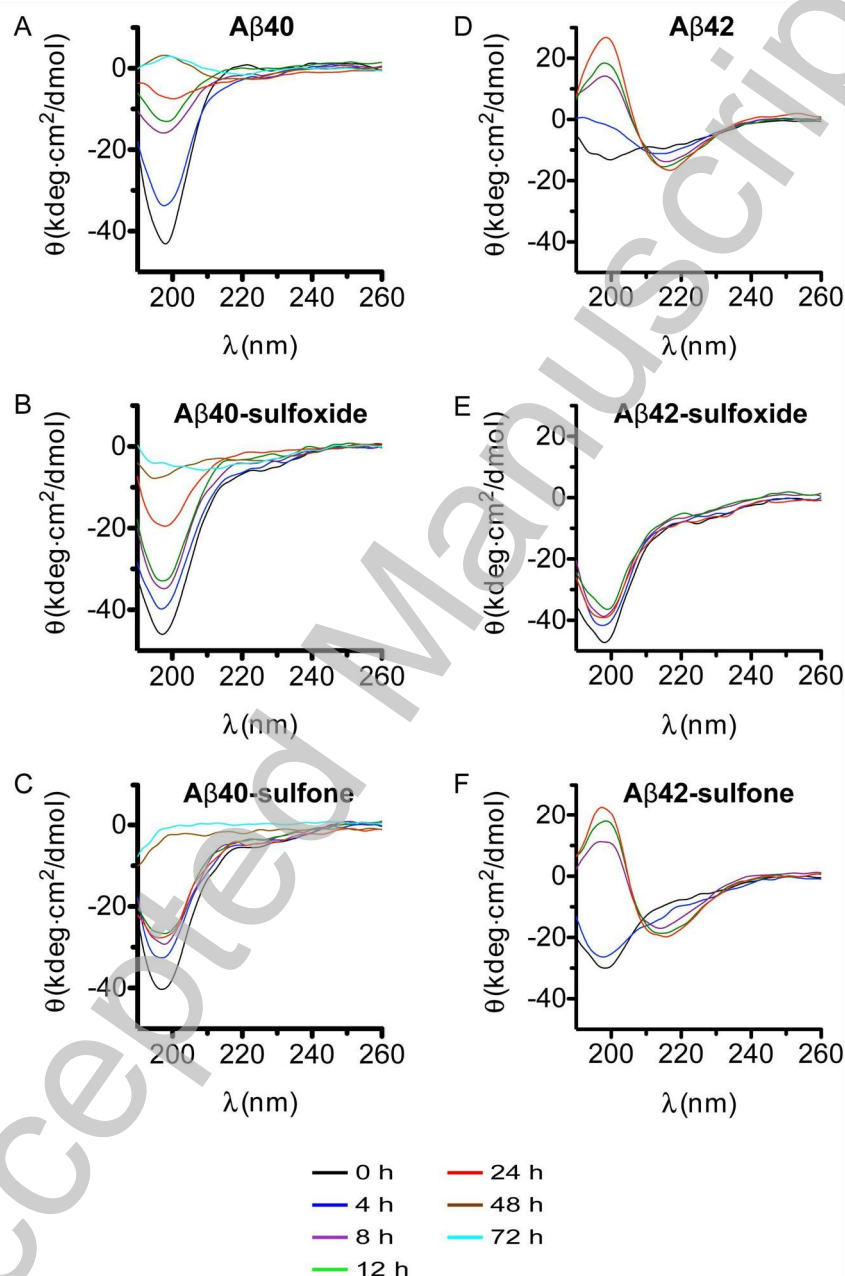 A
Aβ40
θ(kdeg·cm2/dmol)
0
-20
-40
200 220 240 260
λ(nm)
D
Aβ42
θ(kdeg·cm2/dmol)
20
0
-20
-40
200 220 240 260
λ(nm)
B
Aβ40-sulfoxide
θ(kdeg·cm2/dmol)
0
-20
-40
200 220 240 260
λ(nm)
E
Aβ42-sulfoxide
θ(kdeg·cm2/dmol)
20
0
-20
-40
200 220 240 260
λ(nm)
C
Aβ40-sulfone
θ(kdeg·cm2/dmol)
0
-20
-40
200 220 240 260
λ(nm)
F
Aβ42-sulfone
θ(kdeg·cm2/dmol)
20
0
-20
-40
200 220 240 260
λ(nm)
0 h
4 h
8 h
12 h
24 h
48 h
72 h
ccepted Manuscrip